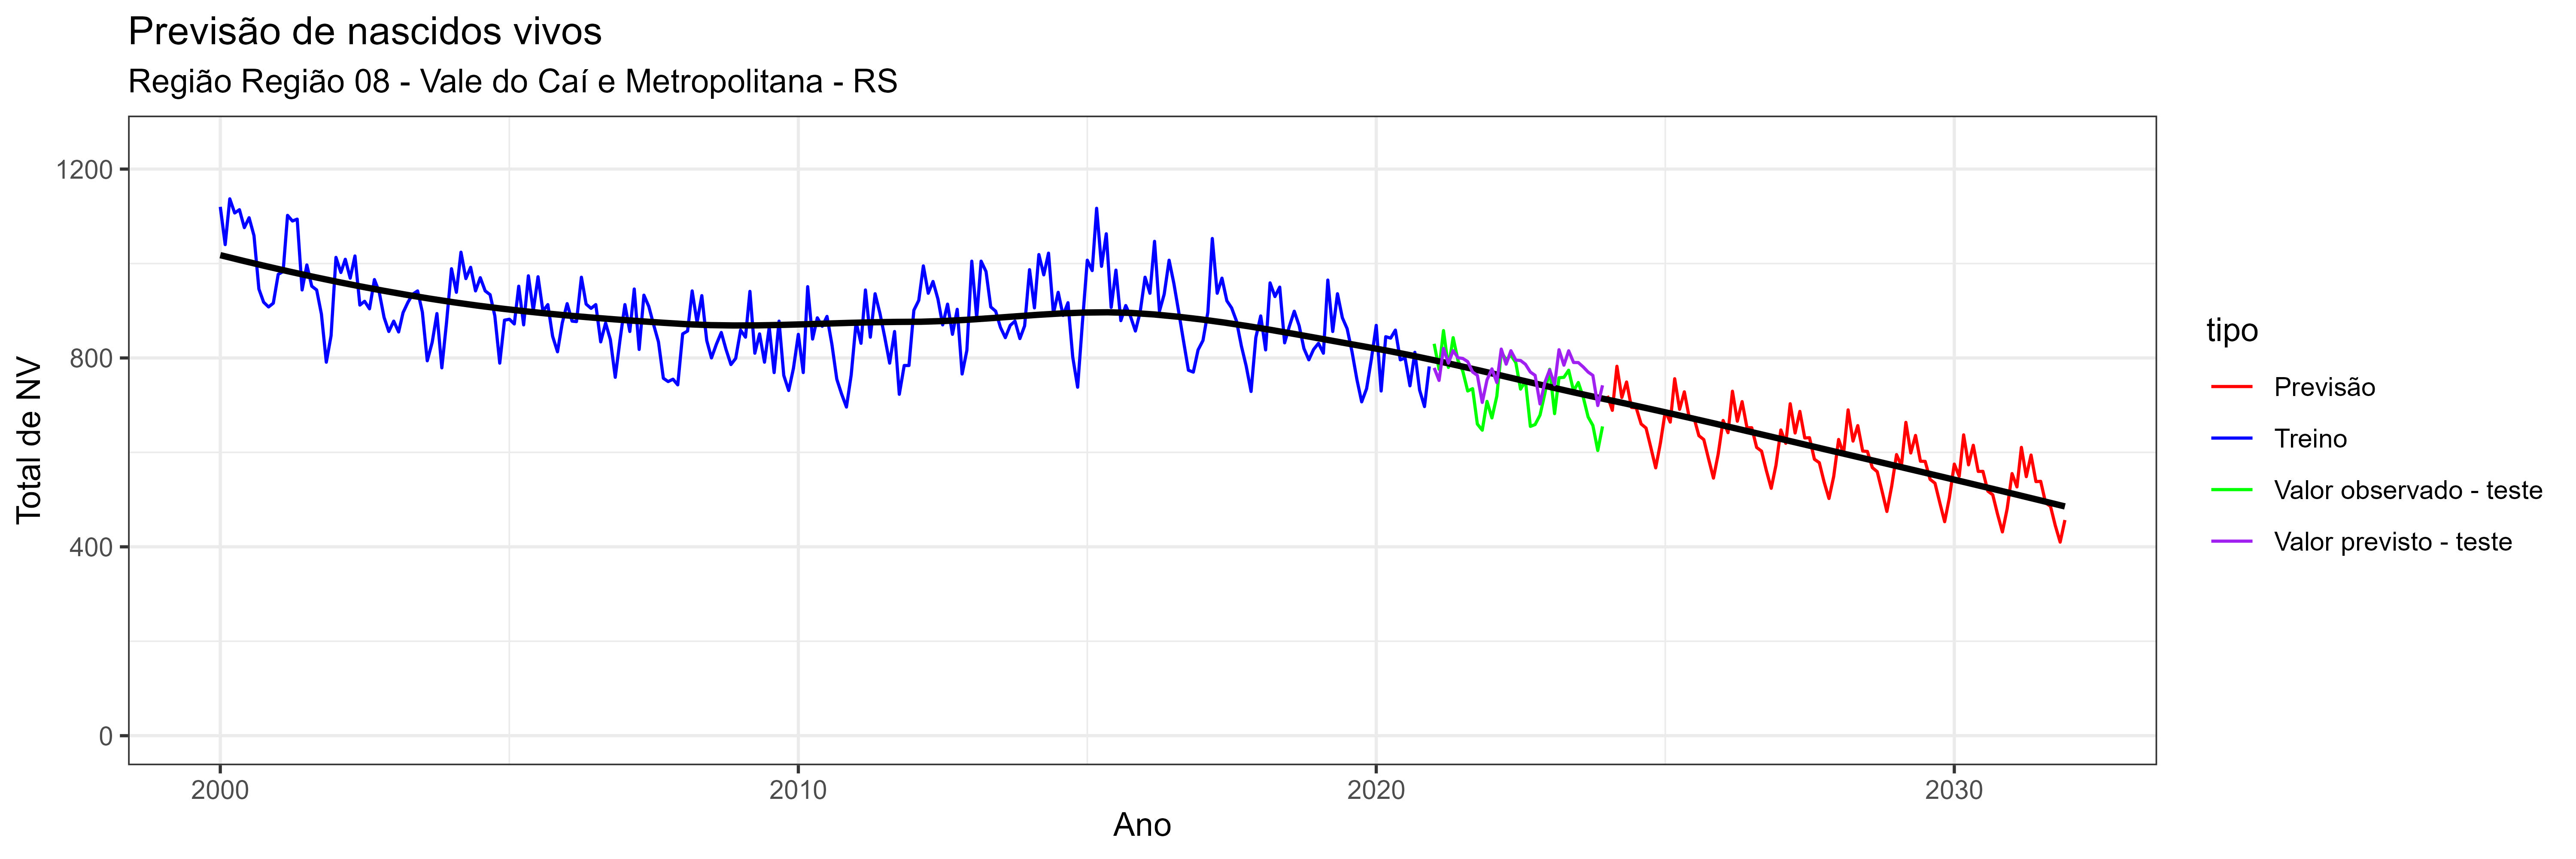 Previsão de nascidos vivos
Região Região 08 - Vale do Caí e Metropolitana - RS
Total de NV
1200
800
400
0
2000
2010
2020
2030
Ano
tipo
Previsão
Treino
Valor observado - teste
Valor previsto - teste